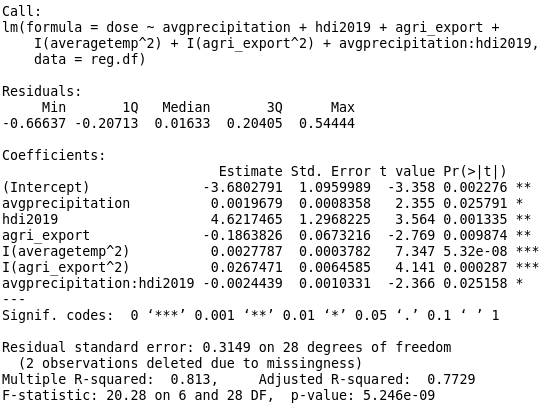 Call:
lm(formula = dose ~ avgprecipitation + hdi2019 + agri_export +
    I(averagetemp^2) + I(agri_export^2) + avgprecipitation:hdi2019,
    data = reg.df)

Residuals:
     Min       1Q   Median       3Q      Max
-0.66637 -0.20713  0.01633  0.20405  0.54444

Coefficients:
                           Estimate Std. Error t value Pr(>|t|)
(Intercept)              -3.6802791  1.0959989  -3.358 0.002276 **
avgprecipitation          0.0019679  0.0008358   2.355 0.025791 *
hdi2019                   4.6217465  1.2968225   3.564 0.001335 **
agri_export              -0.1863826  0.0673216  -2.769 0.009874 **
I(averagetemp^2)          0.0027787  0.0003782   7.347 5.32e-08 ***
I(agri_export^2)          0.0267471  0.0064585   4.141 0.000287 ***
avgprecipitation:hdi2019 -0.0024439  0.0010331  -2.366 0.025158 *
---
Signif. codes:  0 ‘***’ 0.001 ‘**’ 0.01 ‘*’ 0.05 ‘.’ 0.1 ‘ ’ 1

Residual standard error: 0.3149 on 28 degrees of freedom
  (2 observations deleted due to missingness)
Multiple R-squared:  0.813,     Adjusted R-squared:  0.7729
F-statistic: 20.28 on 6 and 28 DF,  p-value: 5.246e-09